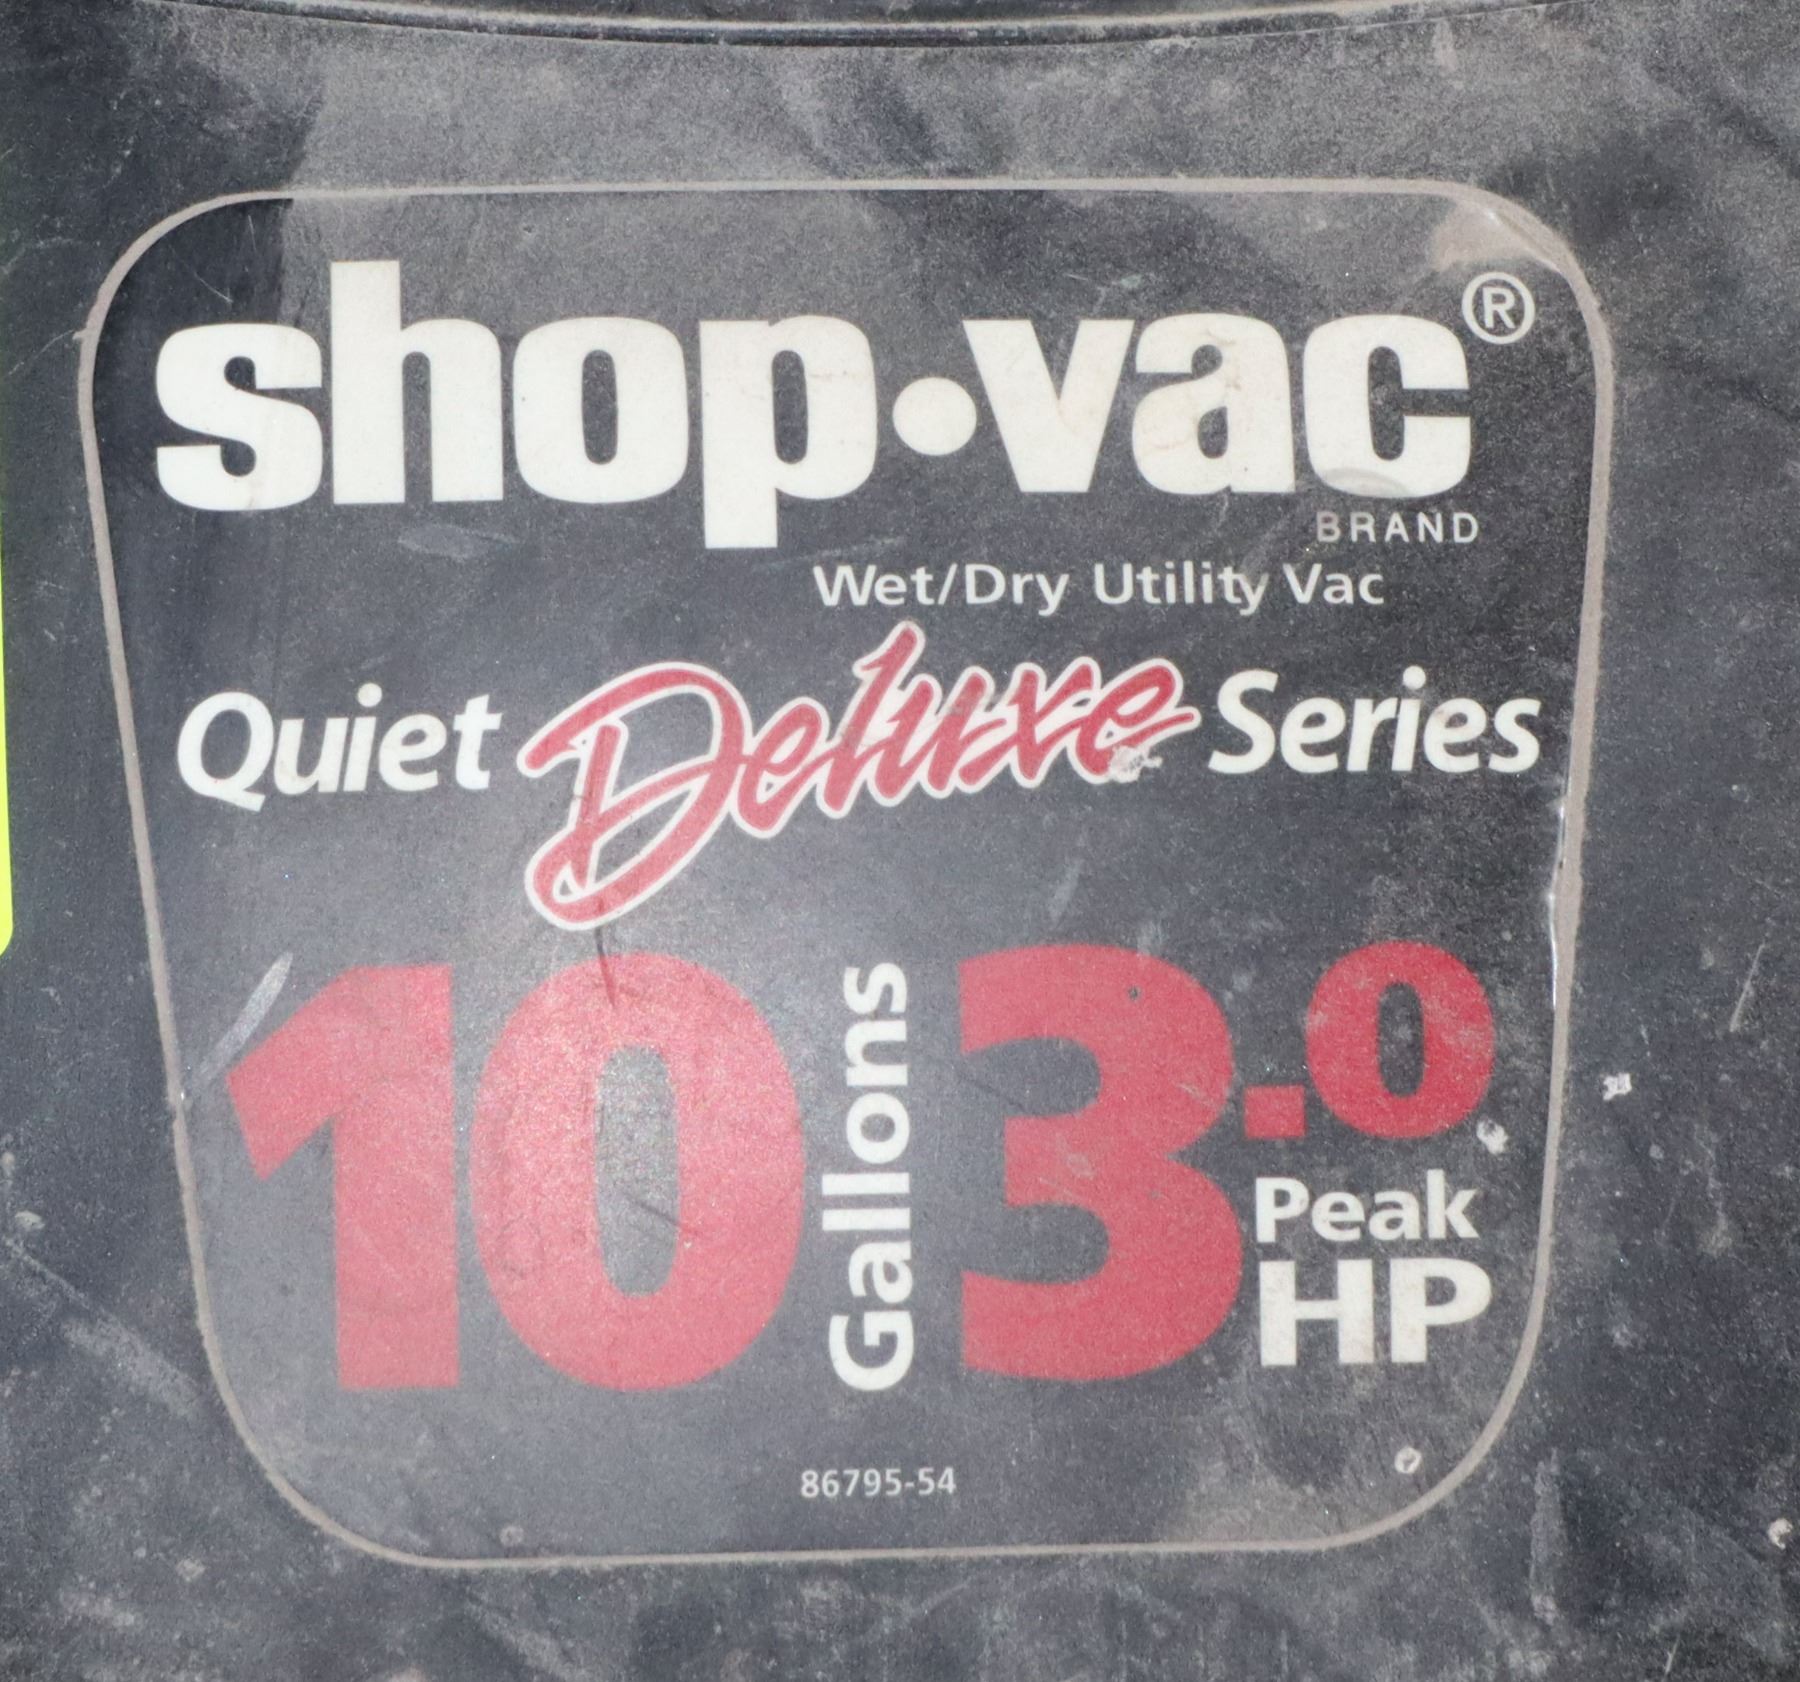 shop·vac®
BRAND
Wet/Dry Utility Vac
Quiet Deluxe Series
10 Gallons 3.0
Peak
HP
86795-54